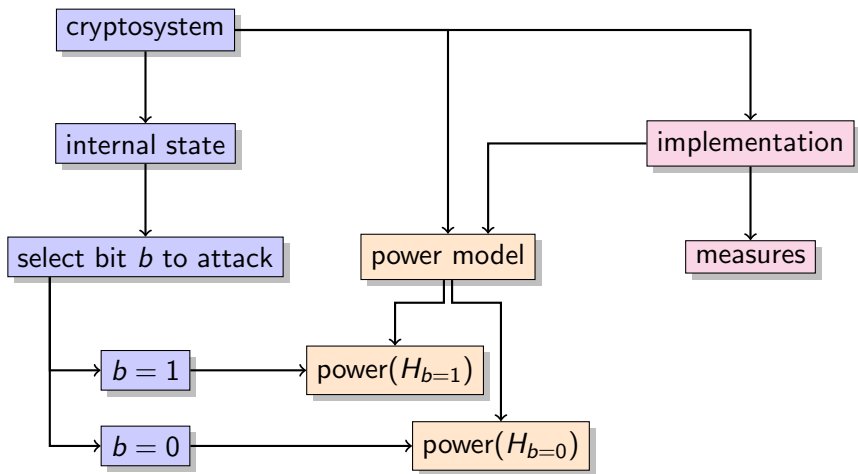 cryptosystem
internal state
implementation
select bit b to attack
power model
measures
b = 1
power(H_{b=1})
b = 0
power(H_{b=0})